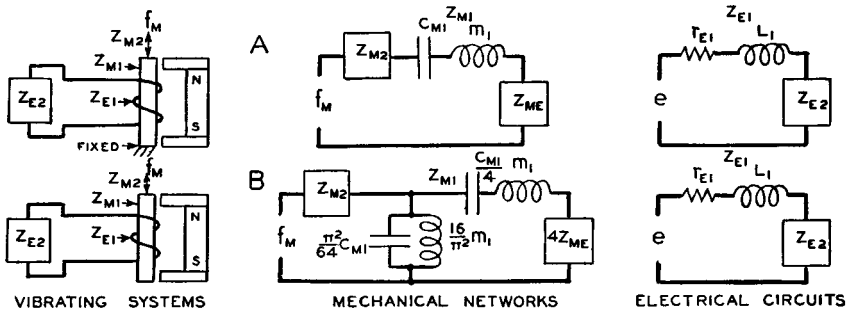 f_M
Z_M2
Z_M1
Z_E1
Z_E2
N
S
FIXED
A
Z_M2
C_M1
Z_M1
m_1
f_M
Z_ME
Z_E1
r_E1
L_1
e
Z_E2
f_M
Z_M2
Z_M1
Z_E1
Z_E2
N
S
B
Z_M2
Z_M1
C_M1/4
m_1
f_M
π²/64 C_M1
16/π² m_1
4Z_ME
Z_E1
r_E1
L_1
e
Z_E2
VIBRATING SYSTEMS
MECHANICAL NETWORKS
ELECTRICAL CIRCUITS